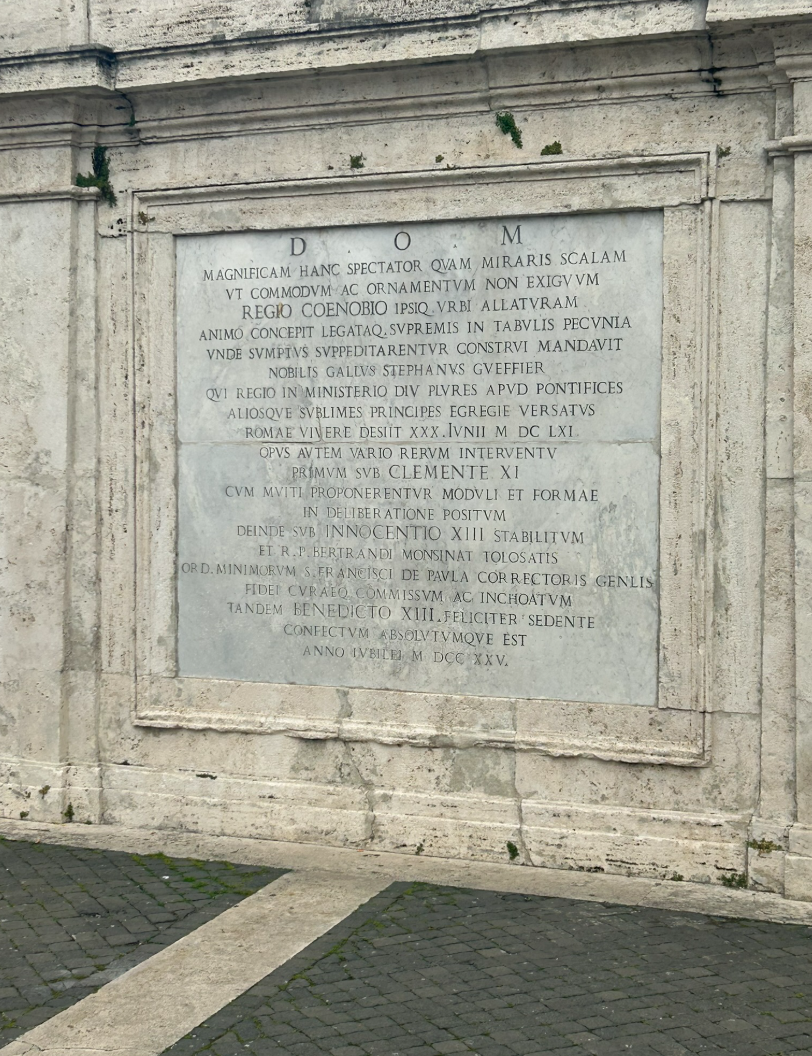 D . O . M
MAGNIFICAM HANC SPECTATOR QVAM MIRARIS SCALAM
VT COMMODVM AC ORNAMENTVM NON EXIGVVM
REGIO COENOBIO IPSIQ. VRBI ALLATVRAM
ANIMO CONCEPIT LEGATAQ. SVPREMIS IN TABVLIS PECVNIA
VNDE SVMPTVS SVPPEDITARENTVR CONSTRVI MANDAVIT
NOBILIS GALLVS STEPHANVS GVEFFIER
QVI REGIO IN MINISTERIO DIV PLVRES APVD PONTIFICES
ALIOSQVE SVBLIMES PRINCIPES EGREGIE VERSATVS
ROMAE VIVERE DESIIT XXX. IVNII M DC LXI.
OPVS AVTEM VARIO RERVM INTERVENTV
PRIMVM SVB CLEMENTE XI
CVM MVITI PROPONERENTVR MODVLI ET FORMAE
IN DELIBERATIONE POSITVM
DEINDE SVB INNOCENTIO XIII STABILITVM
ET R. P. BERTRANDI MONSINAT TOLOSATIS
ORD. MINIMORVM S. FRANCISCI DE PAVLA CORRECTORIS GENLIS
FIDEI CVRAEQ. COMMISSVM AC INCHOATVM
TANDEM BENEDICTO XIII. FELICITER SEDENTE
CONFECTVM ABSOLVTVMQVE EST
ANNO IVBILEI M DCC XXV.